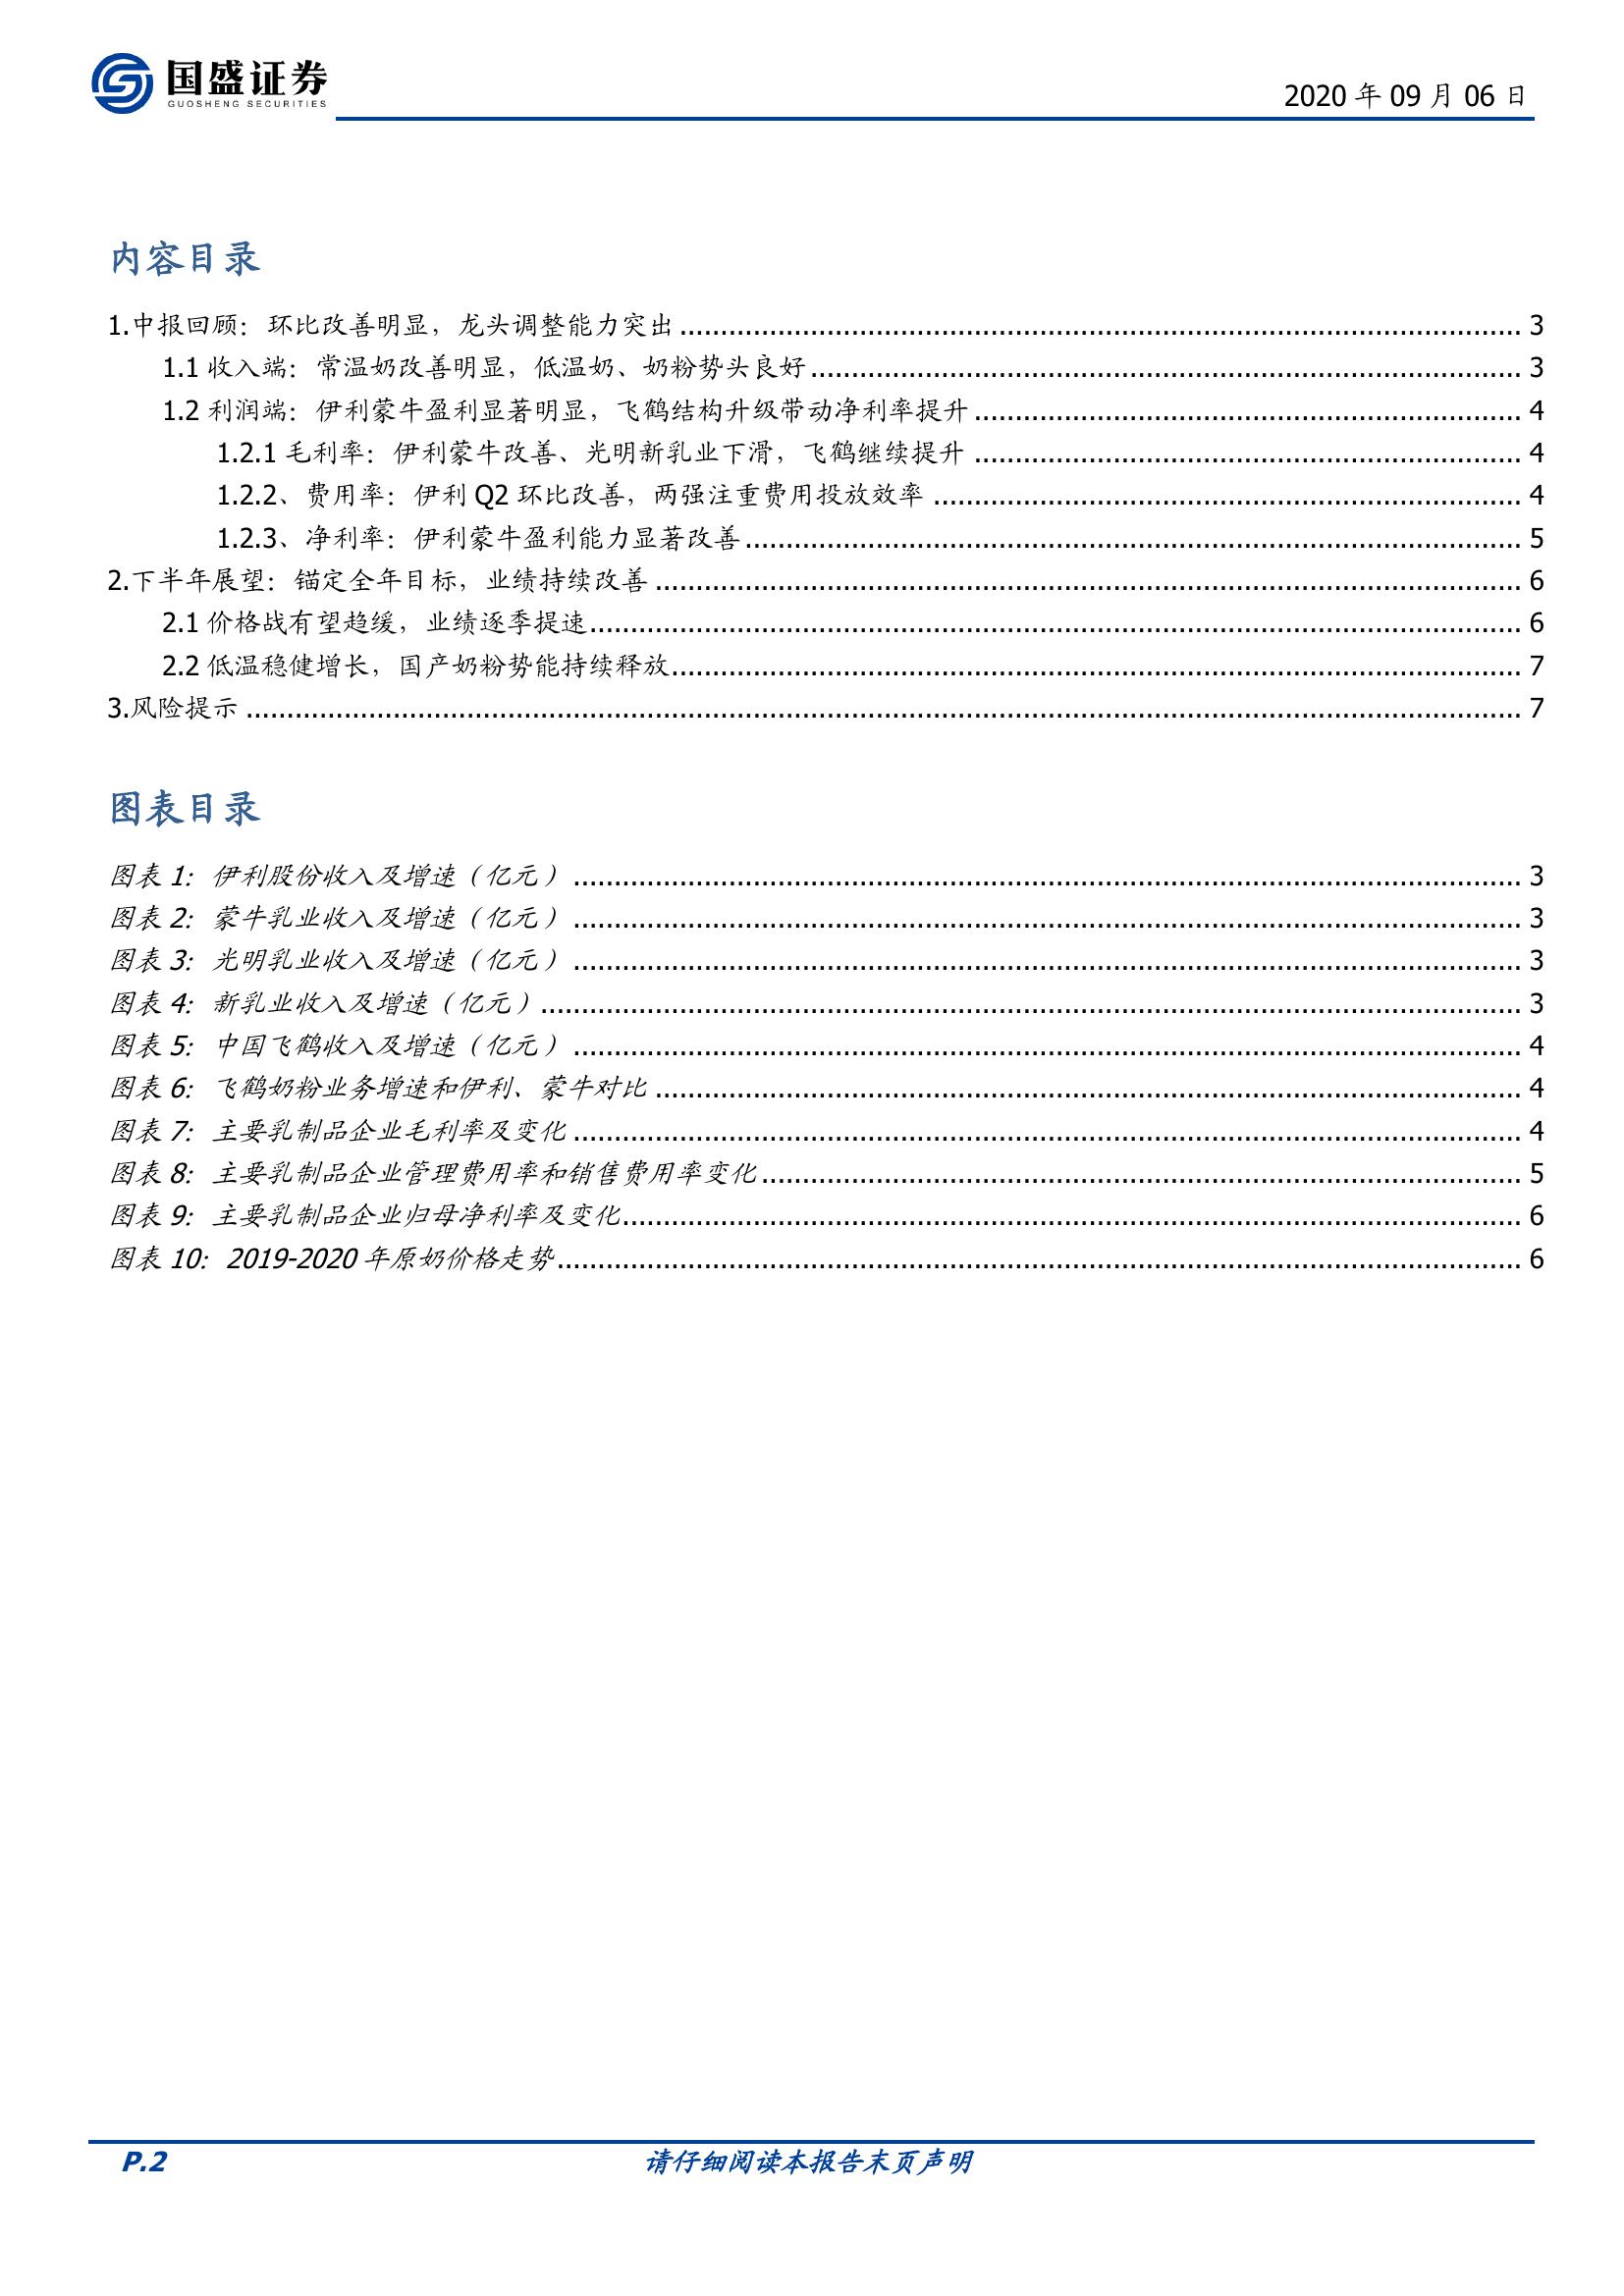 国盛证券
GUOSHENG SECURITIES
2020 年 09 月 06 日
内容目录
1.中报回顾：环比改善明显，龙头调整能力突出 ........ 3
1.1 收入端：常温奶改善明显，低温奶、奶粉势头良好 ........ 3
1.2 利润端：伊利蒙牛盈利显著明显，飞鹤结构升级带动净利率提升 ........ 4
1.2.1 毛利率：伊利蒙牛改善、光明新乳业下滑，飞鹤继续提升 ........ 4
1.2.2、费用率：伊利 Q2 环比改善，两强注重费用投放效率 ........ 4
1.2.3、净利率：伊利蒙牛盈利能力显著改善 ........ 5
2.下半年展望：锚定全年目标，业绩持续改善 ........ 6
2.1 价格战有望趋缓，业绩逐季提速 ........ 6
2.2 低温稳健增长，国产奶粉势能持续释放 ........ 7
3.风险提示 ........ 7
图表目录
图表 1：伊利股份收入及增速（亿元） ........ 3
图表 2：蒙牛乳业收入及增速（亿元） ........ 3
图表 3：光明乳业收入及增速（亿元） ........ 3
图表 4：新乳业收入及增速（亿元） ........ 3
图表 5：中国飞鹤收入及增速（亿元） ........ 4
图表 6：飞鹤奶粉业务增速和伊利、蒙牛对比 ........ 4
图表 7：主要乳制品企业毛利率及变化 ........ 4
图表 8：主要乳制品企业管理费用率和销售费用率变化 ........ 5
图表 9：主要乳制品企业归母净利率及变化 ........ 6
图表 10：2019-2020 年原奶价格走势 ........ 6
P.2
请仔细阅读本报告末页声明